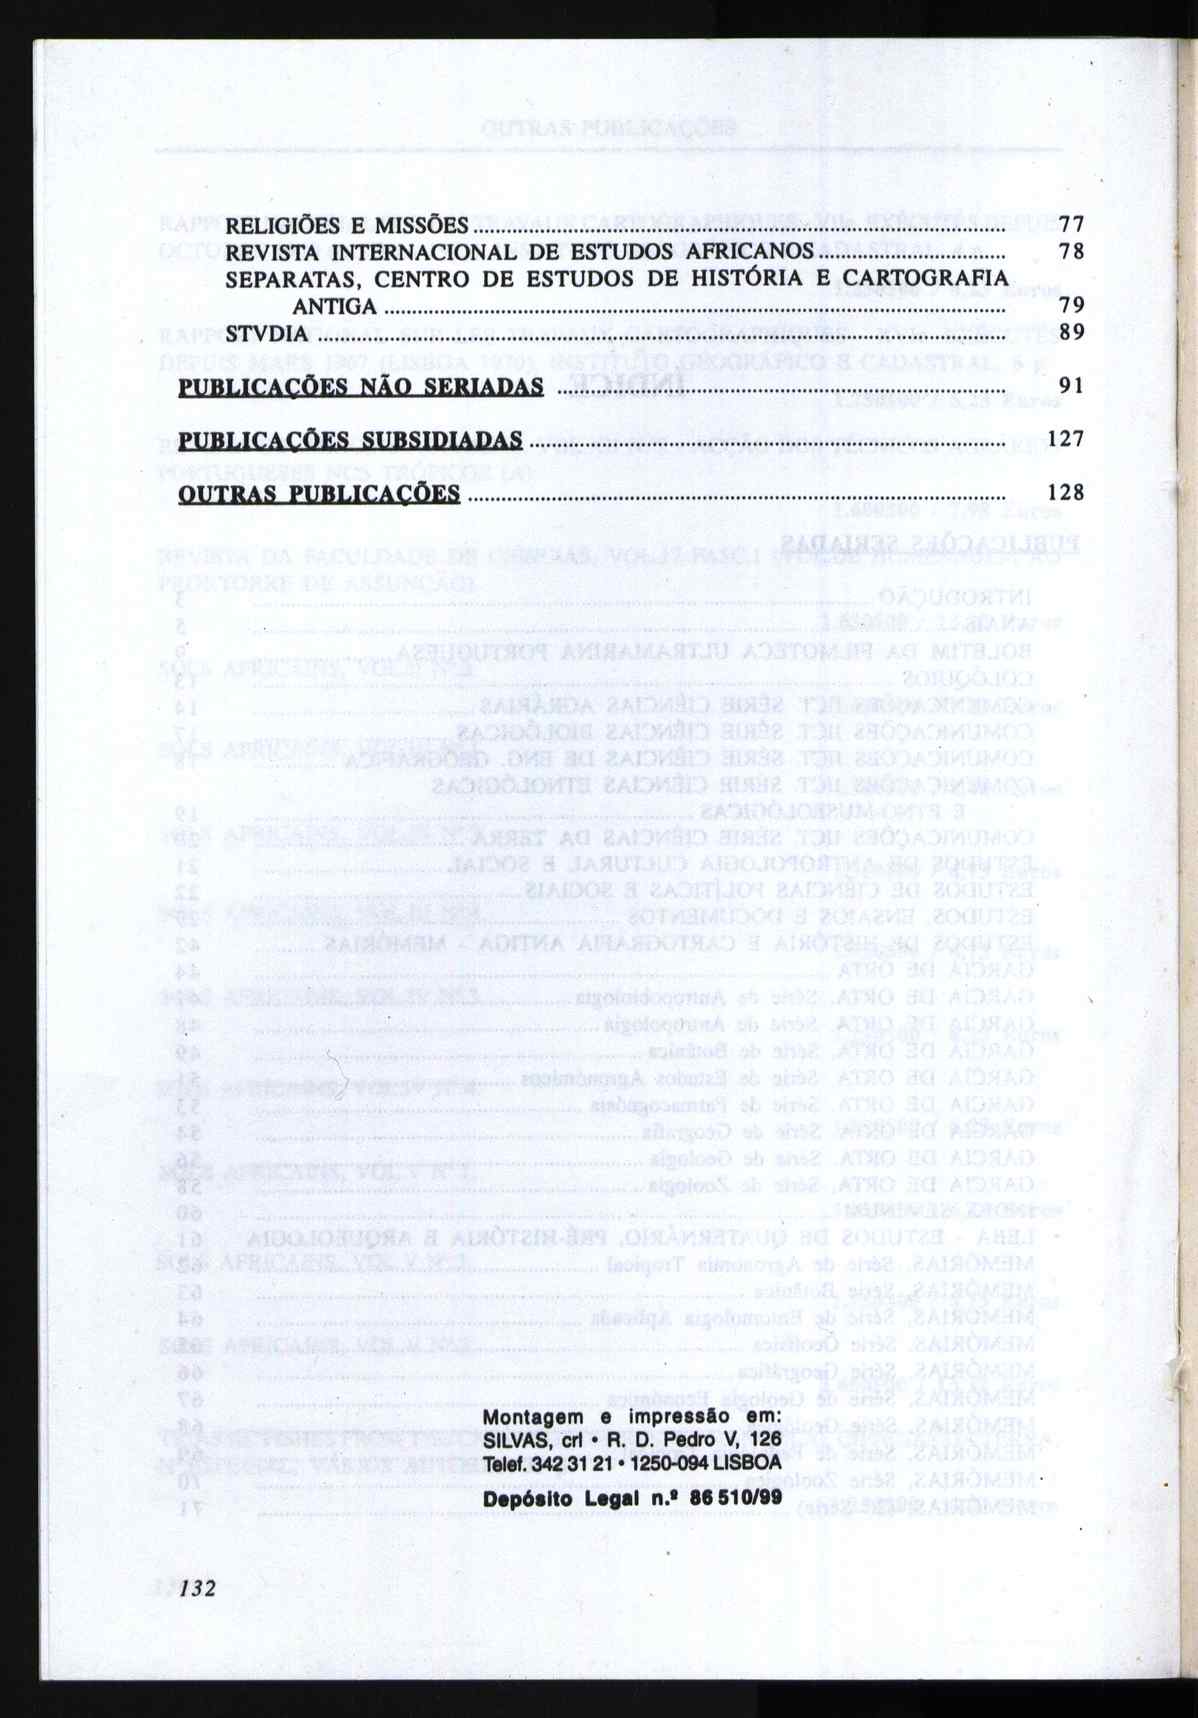 RELIGIÕES E MISSÕES ........ 77
REVISTA INTERNACIONAL DE ESTUDOS AFRICANOS ........ 78
SEPARATAS, CENTRO DE ESTUDOS DE HISTÓRIA E CARTOGRAFIA
ANTIGA ........ 79
STVDIA ........ 89
PUBLICAÇÕES NÃO SERIADAS ........ 91
PUBLICAÇÕES SUBSIDIADAS ........ 127
OUTRAS PUBLICAÇÕES ........ 128
Montagem e impressão em:
SILVAS, crl • R. D. Pedro V, 126
Telef. 342 31 21 • 1250-094 LISBOA
Depósito Legal n.º 86 510/99
132